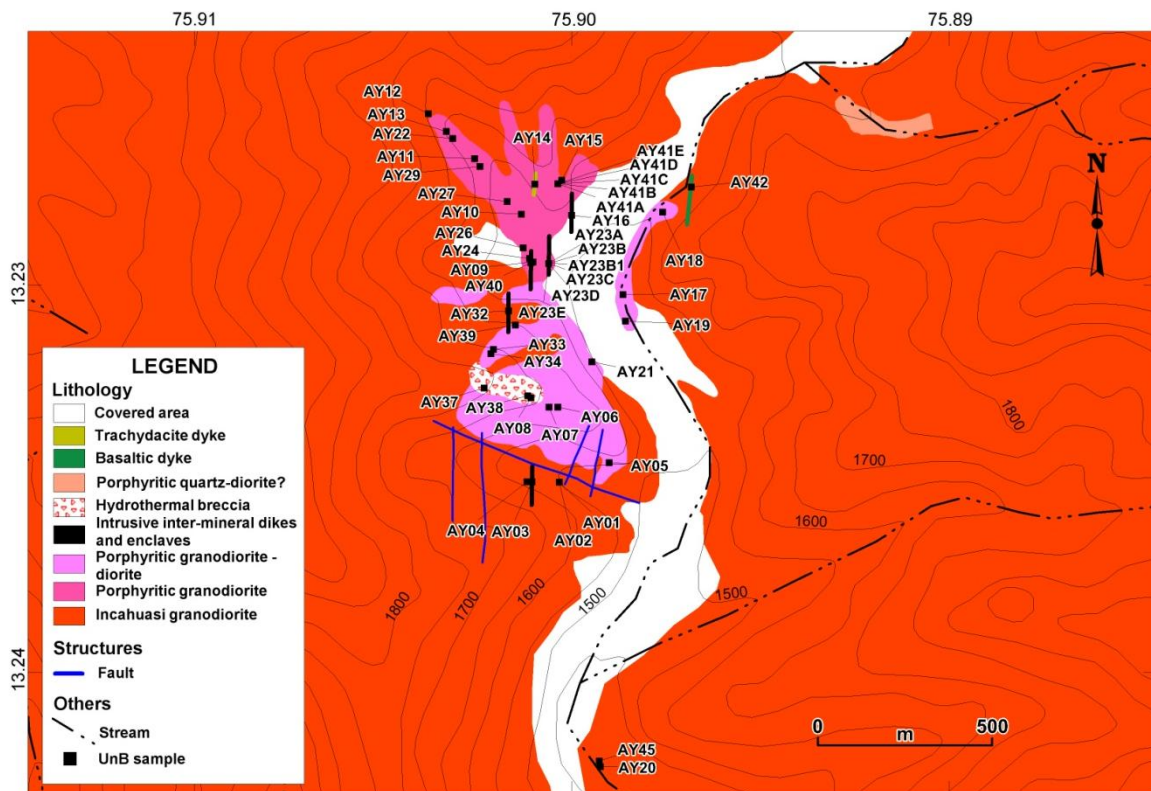 75.91
75.90
75.89
AY12
AY13
AY22
AY11
AY29
AY27
AY10
AY26
AY24
AY09
AY40
AY32
AY39
AY14
AY15
AY41E
AY41D
AY41C
AY41B
AY41A
AY16
AY23A
AY23B
AY23B1
AY23C
AY23D
AY23E
AY42
AY18
AY17
AY19
AY33
AY34
AY21
AY37
AY38
AY08
AY07
AY06
AY05
AY04
AY03
AY02
AY01
AY45
AY20
N
13.23
13.24
1800
1700
1600
1500
1800
1700
1600
1500
0
500
m
LEGEND
Lithology
Covered area
Trachydacite dyke
Basaltic dyke
Porphyritic quartz-diorite?
Hydrothermal breccia
Intrusive inter-mineral dikes
and enclaves
Porphyritic granodiorite -
diorite
Porphyritic granodiorite
Incahuasi granodiorite
Structures
Fault
Others
Stream
UnB sample